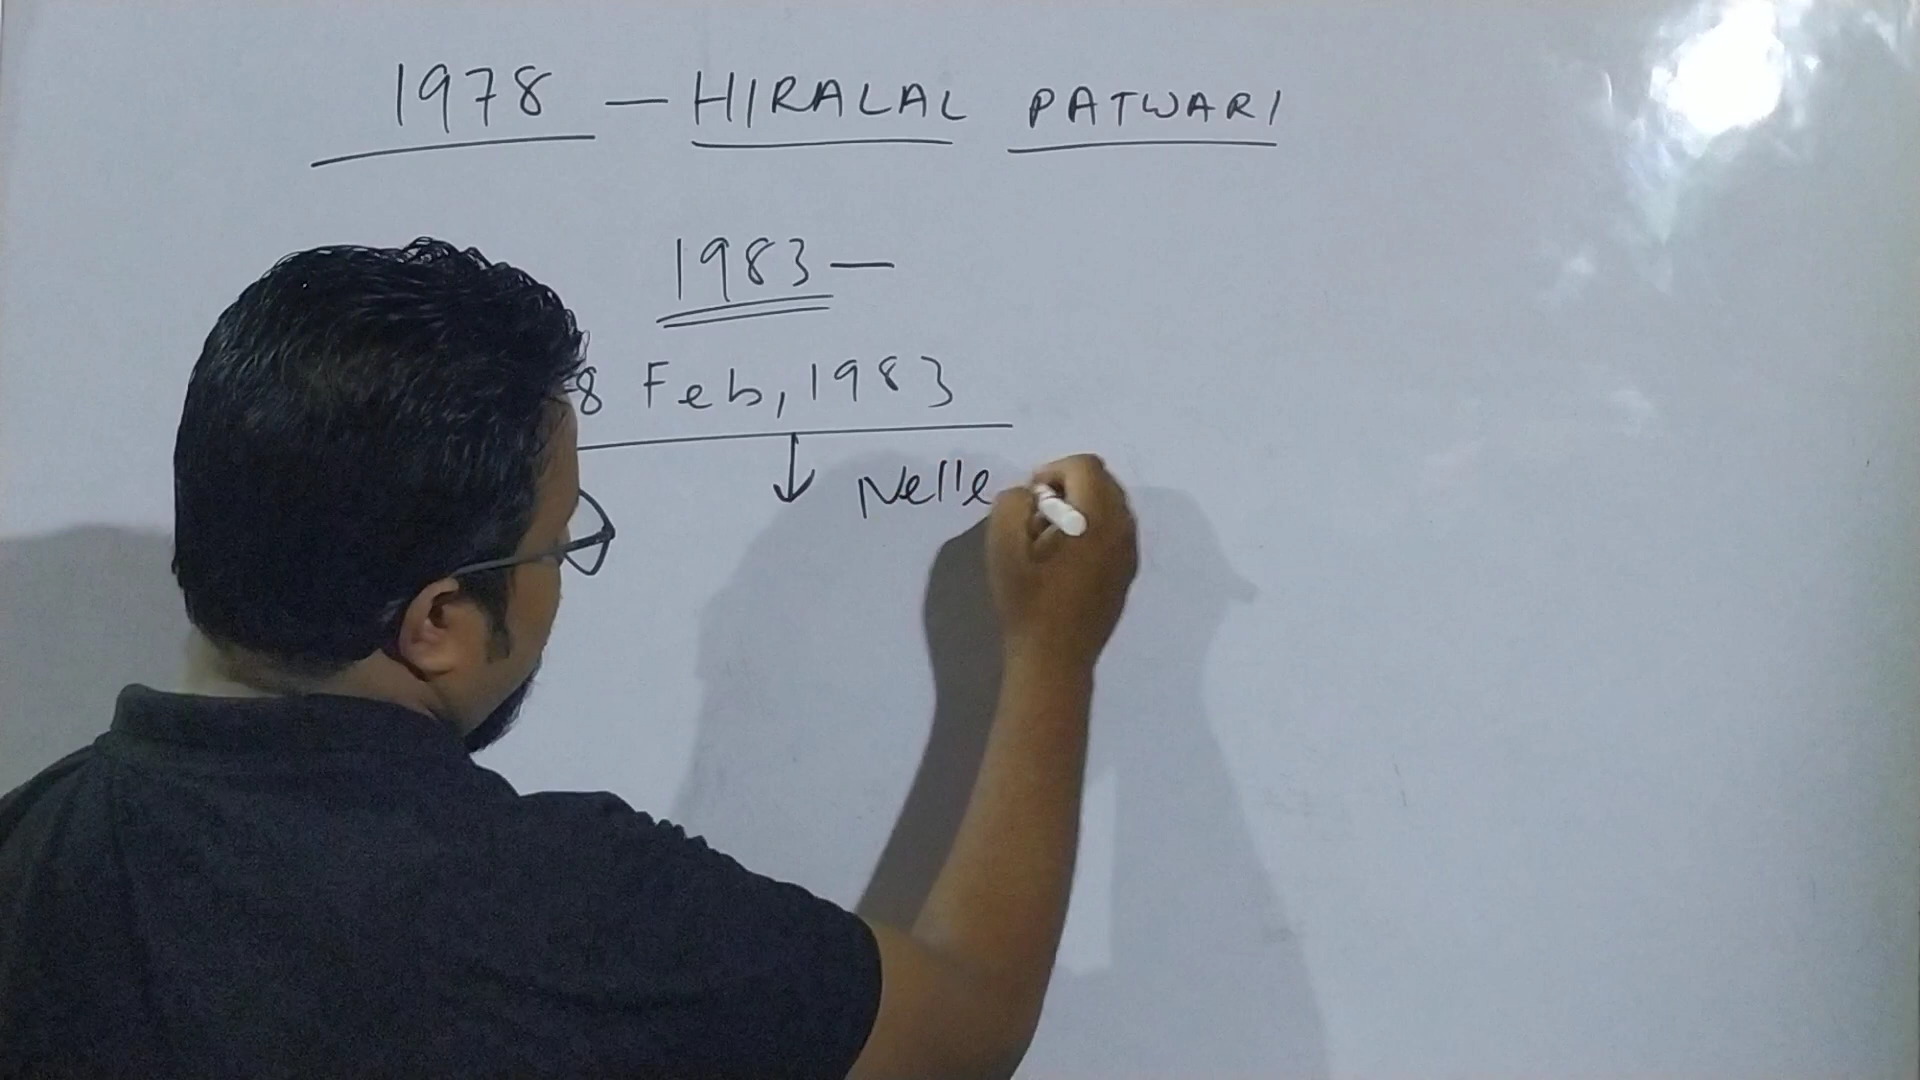 1978 — HIRALAL PATWARI
1983 —
8 Feb, 1983
↓ Nelle